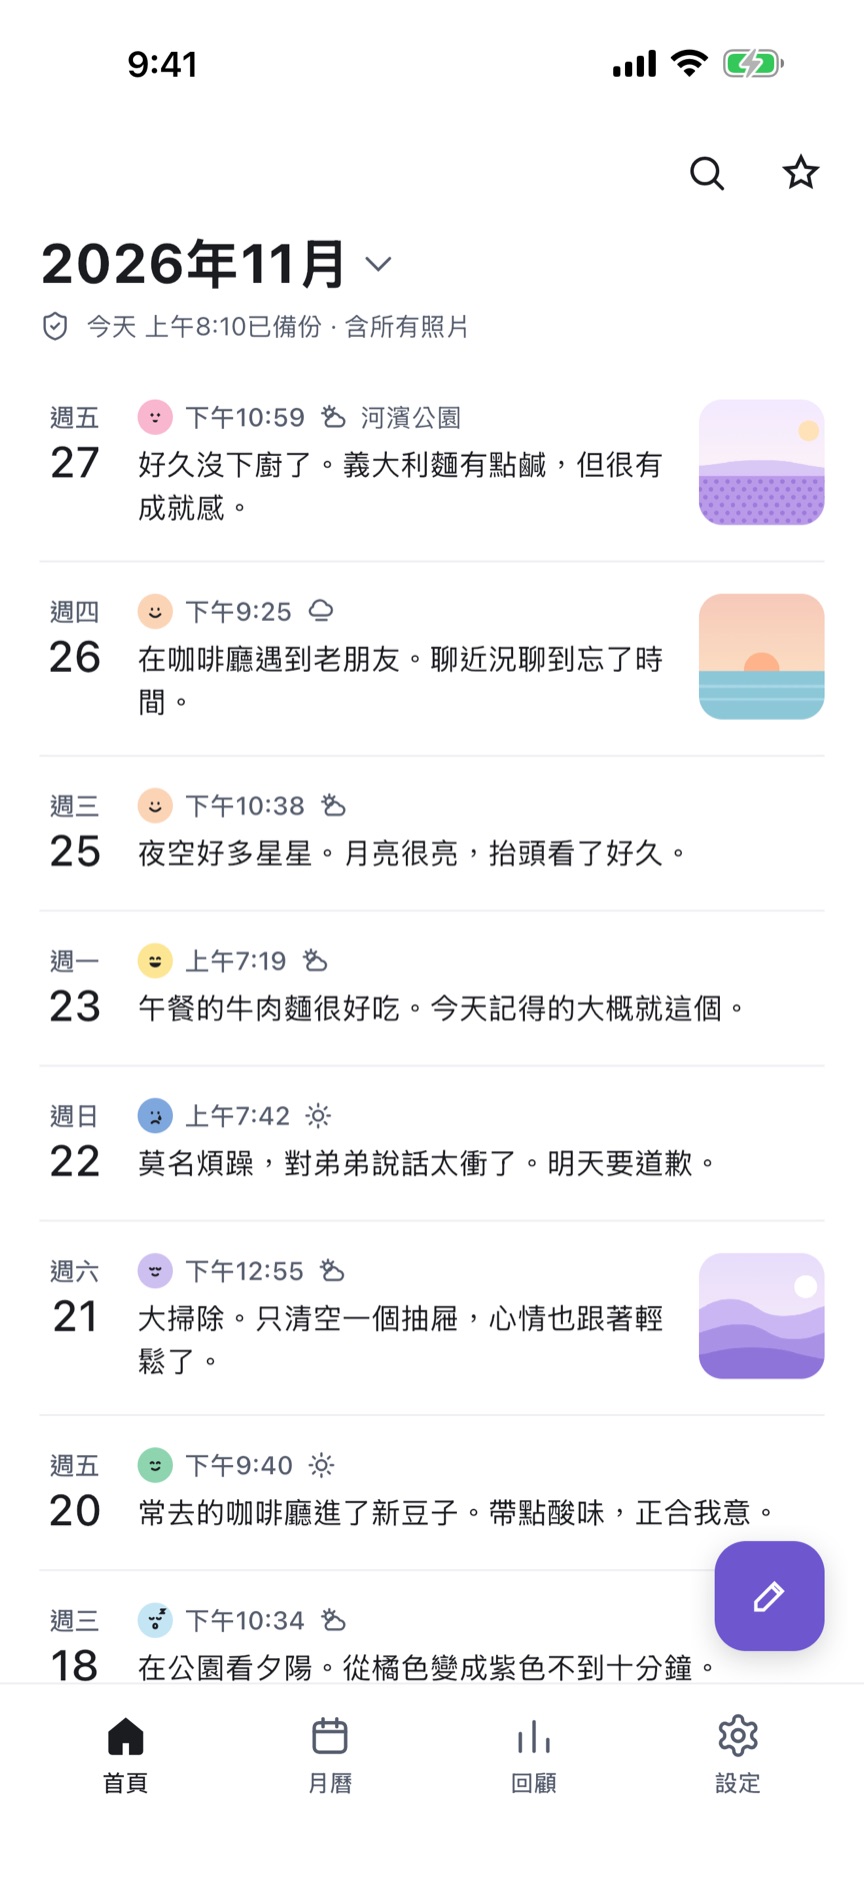 9:41
2026年11月
今天 上午8:10已備份 · 含所有照片
週五
27
下午10:59 河濱公園
好久沒下廚了。義大利麵有點鹹，但很有
成就感。
週四
26
下午9:25
在咖啡廳遇到老朋友。聊近況聊到忘了時
間。
週三
25
下午10:38
夜空好多星星。月亮很亮，抬頭看了好久。
週一
23
上午7:19
午餐的牛肉麵很好吃。今天記得的大概就這個。
週日
22
上午7:42
莫名煩躁，對弟弟說話太衝了。明天要道歉。
週六
21
下午12:55
大掃除。只清空一個抽屜，心情也跟著輕
鬆了。
週五
20
下午9:40
常去的咖啡廳進了新豆子。帶點酸味，正合我意。
週三
18
下午10:34
在公園看夕陽。從橘色變成紫色不到十分鐘。
首頁
月曆
回顧
設定